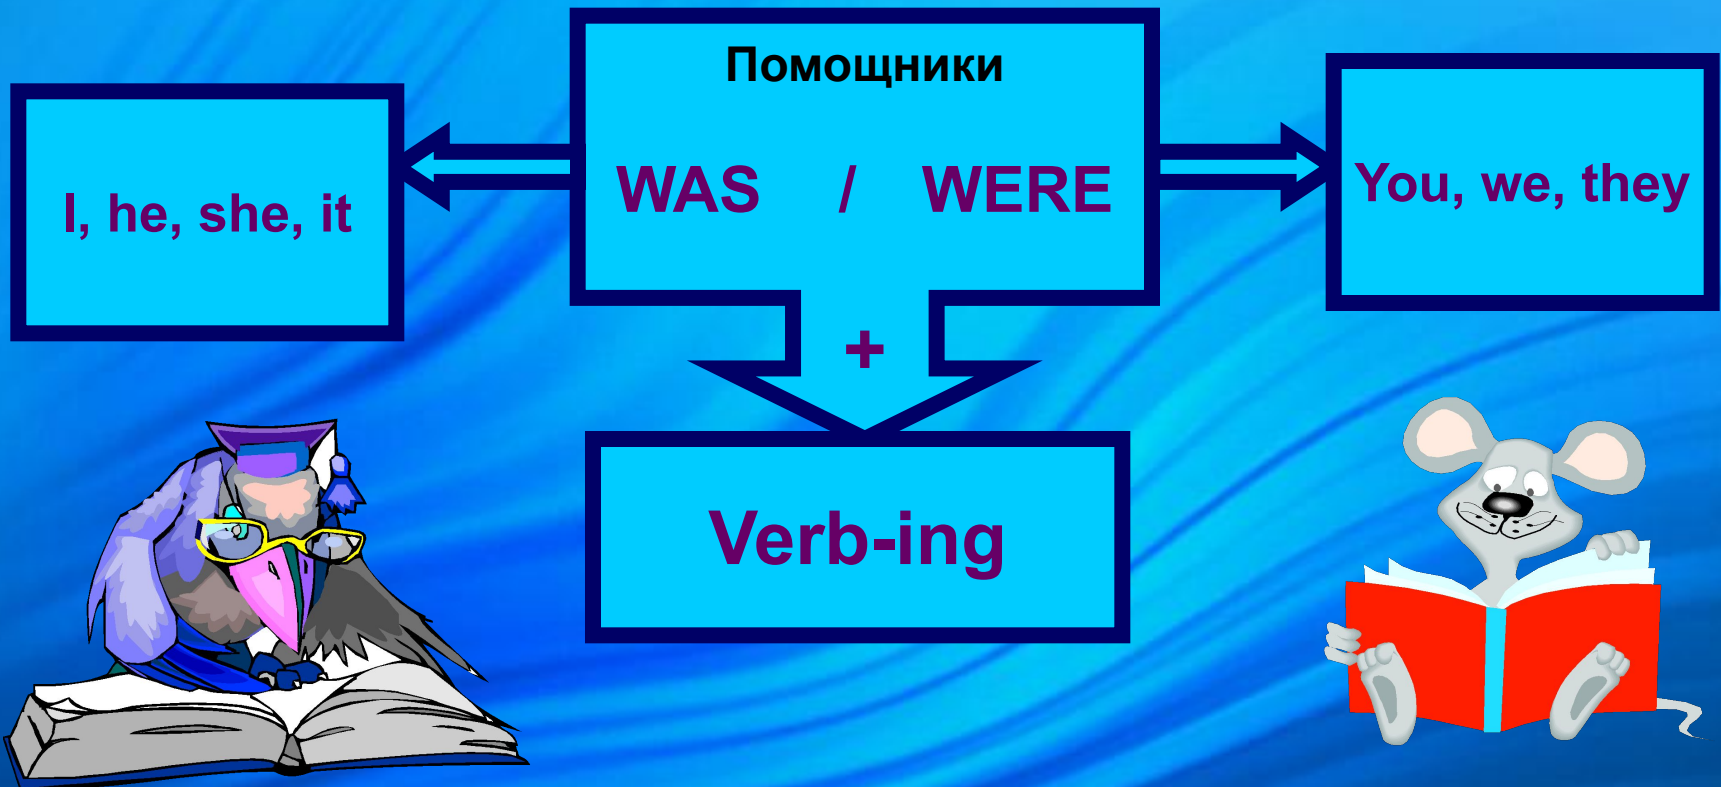 Помощники
I, he, she, it
WAS / WERE
You, we, they
+
Verb-ing